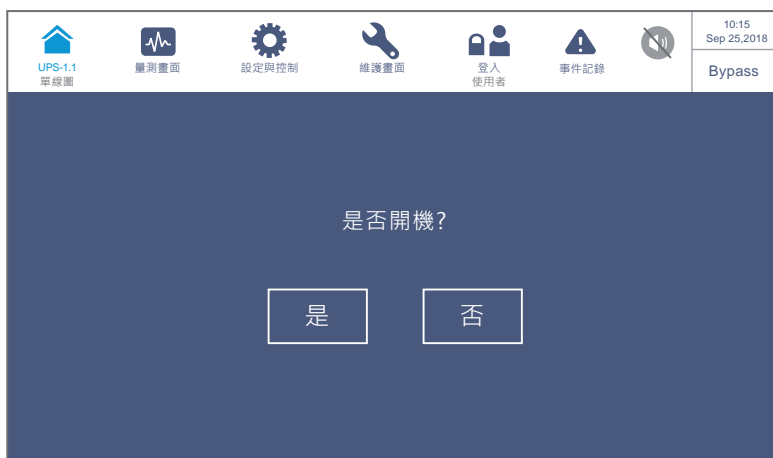 10:15
Sep 25,2018
UPS-1.1
單線圖
量測畫面
設定與控制
維護畫面
登入
使用者
事件記錄
Bypass
是否開機?
是
否